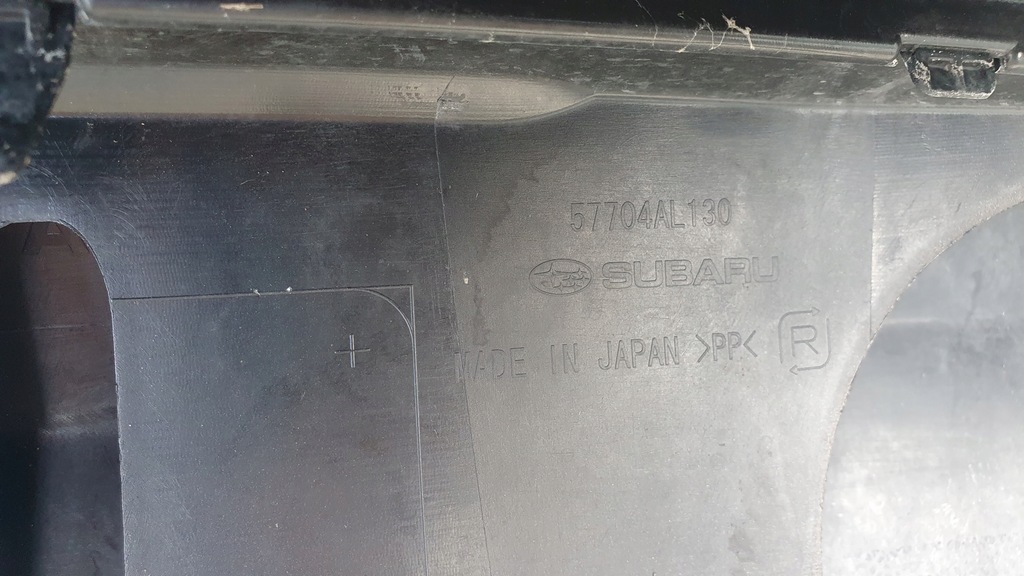 57704AL130
SUBARU
MADE IN JAPAN >PP< R